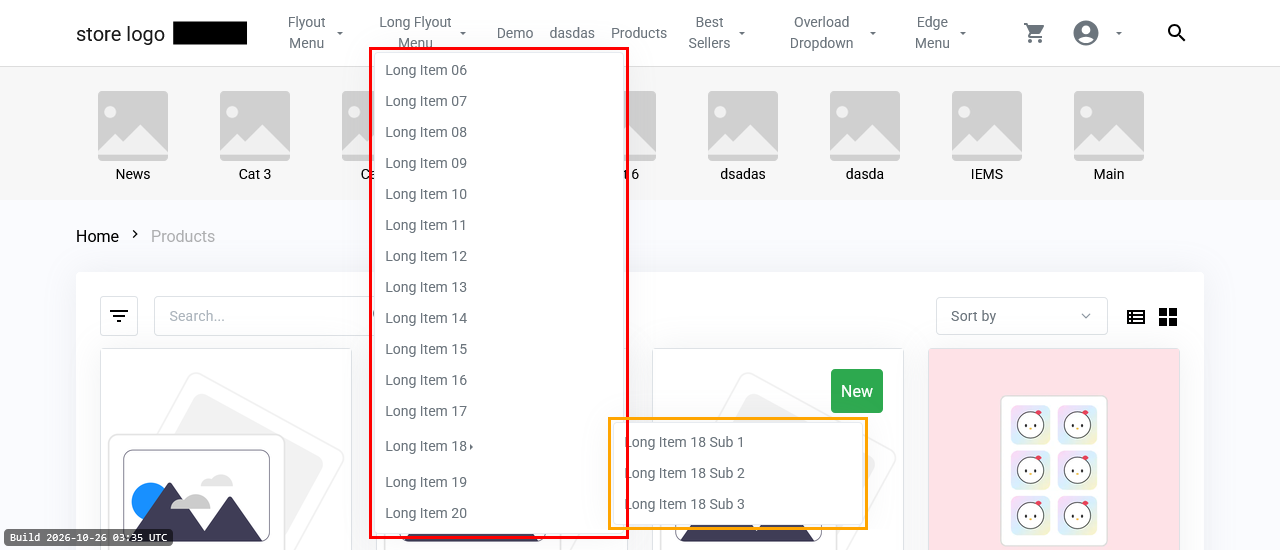 store logo
Flyout
Menu
Long Flyout
Menu
Demo
dasdas
Products
Best
Sellers
Overload
Dropdown
Edge
Menu
News
Cat 3
dsadas
dasda
IEMS
Main
Home
Products
Search...
Sort by
Long Item 06
Long Item 07
Long Item 08
Long Item 09
Long Item 10
Long Item 11
Long Item 12
Long Item 13
Long Item 14
Long Item 15
Long Item 16
Long Item 17
Long Item 18
Long Item 19
Long Item 20
New
Long Item 18 Sub 1
Long Item 18 Sub 2
Long Item 18 Sub 3
Build 2026-10-26 03:35 UTC